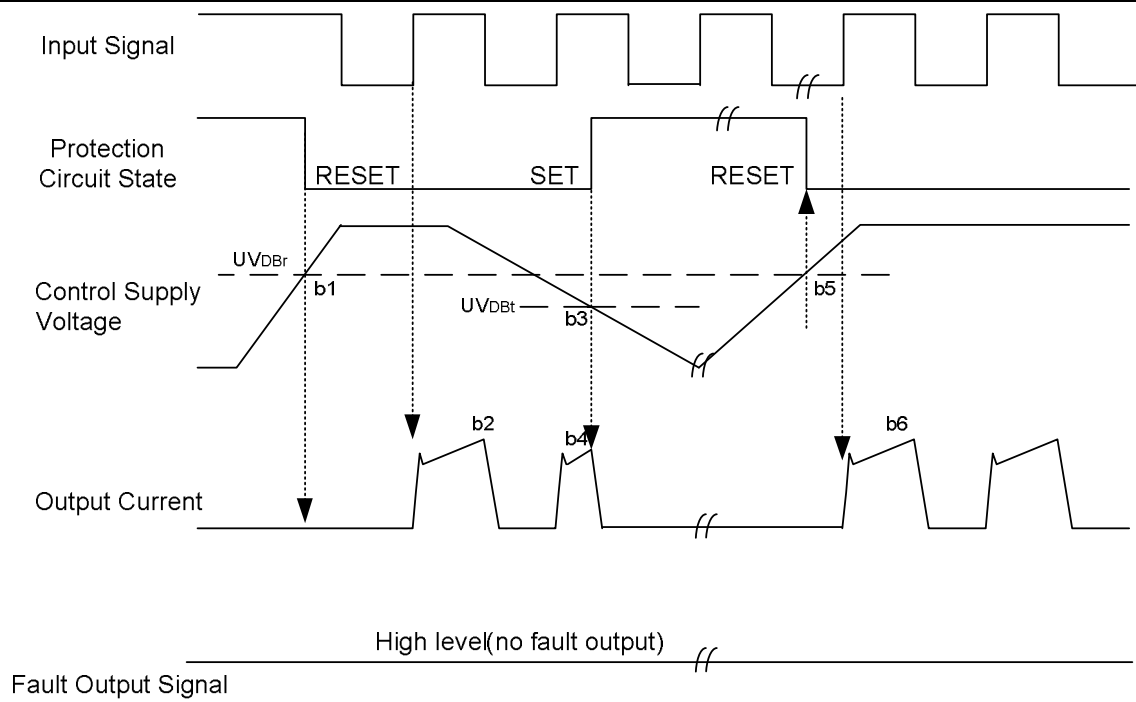 Input Signal
Protection
Circuit State
RESET
SET
RESET
UVDBr
b1
Control Supply
Voltage
UVDBt
b3
b5
b2
b4
b6
Output Current
High level(no fault output)
Fault Output Signal